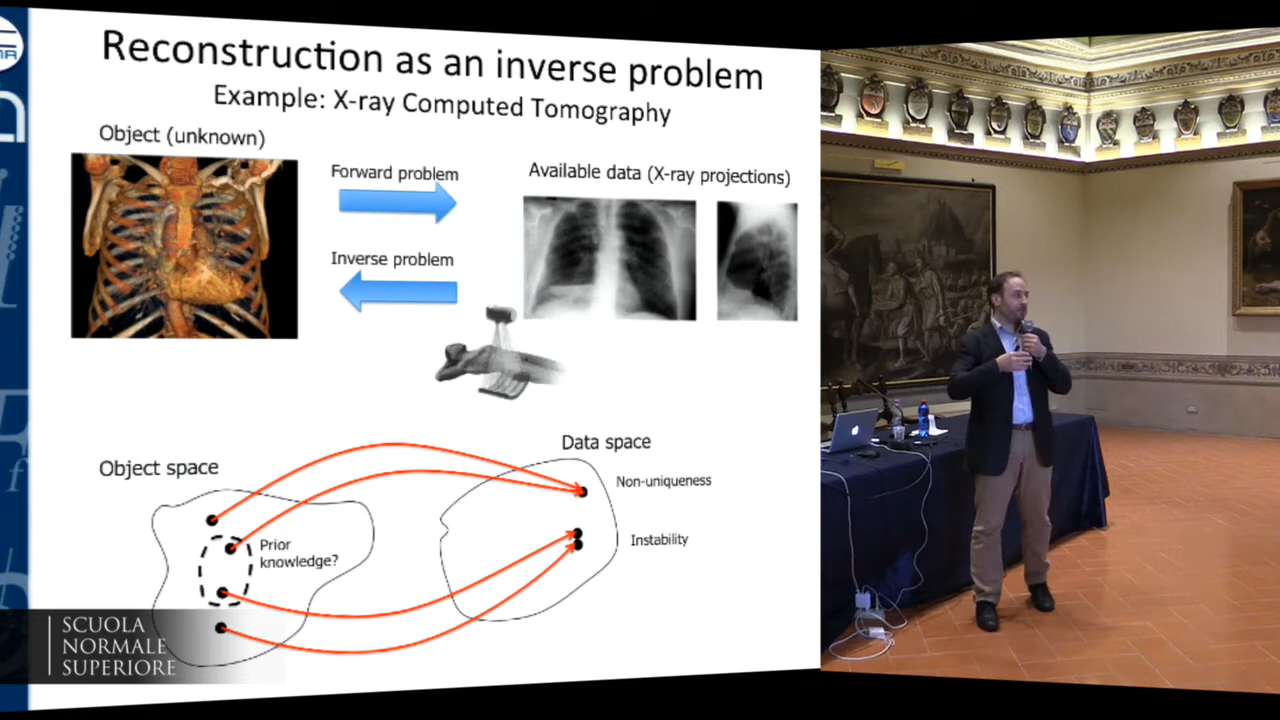 Reconstruction as an inverse problem
Example: X-ray Computed Tomography
Object (unknown)
Forward problem
Available data (X-ray projections)
Inverse problem
Data space
Object space
Non-uniqueness
Prior
knowledge?
Instability
SCUOLA
NORMALE
SUPERIORE